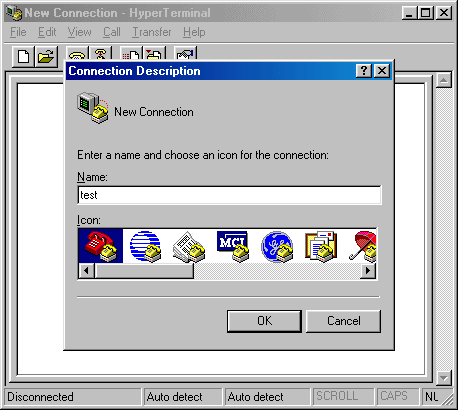 New Connection - HyperTerminal
File Edit View Call Transfer Help
Connection Description
New Connection
Enter a name and choose an icon for the connection:
Name:
test
Icon:
MCI
OK Cancel
Disconnected Auto detect Auto detect SCROLL CAPS NU